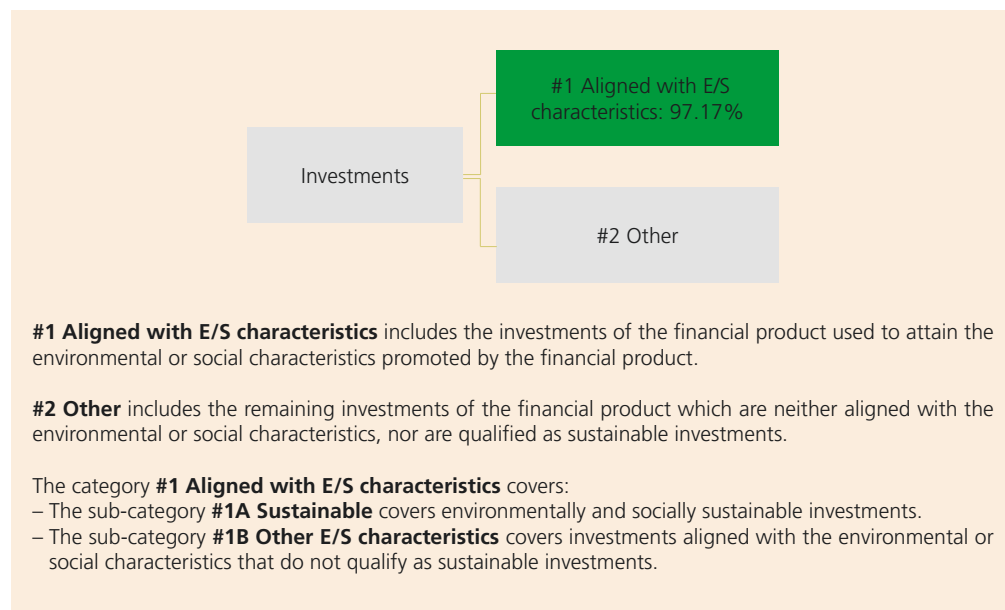 #1 Aligned with E/S
characteristics: 97.17%
Investments
#2 Other
#1 Aligned with E/S characteristics includes the investments of the financial product used to attain the
environmental or social characteristics promoted by the financial product.
#2 Other includes the remaining investments of the financial product which are neither aligned with the
environmental or social characteristics, nor are qualified as sustainable investments.
The category #1 Aligned with E/S characteristics covers:
– The sub-category #1A Sustainable covers environmentally and socially sustainable investments.
– The sub-category #1B Other E/S characteristics covers investments aligned with the environmental or
social characteristics that do not qualify as sustainable investments.